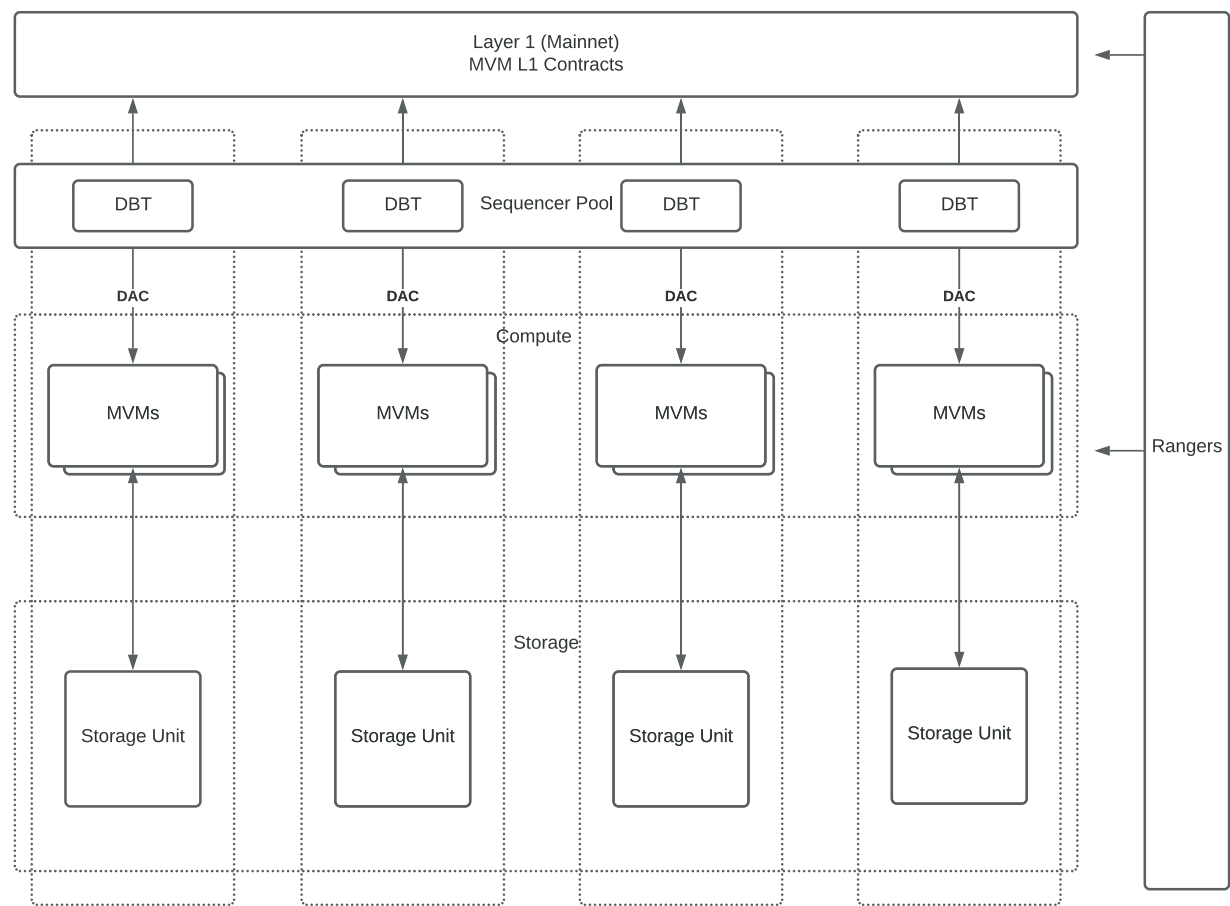 Layer 1 (Mainnet)
MVM L1 Contracts
DBT
DBT
Sequencer Pool
DBT
DBT
DAC
DAC
DAC
DAC
Compute
MVMs
MVMs
MVMs
MVMs
Rangers
Storage
Storage Unit
Storage Unit
Storage Unit
Storage Unit